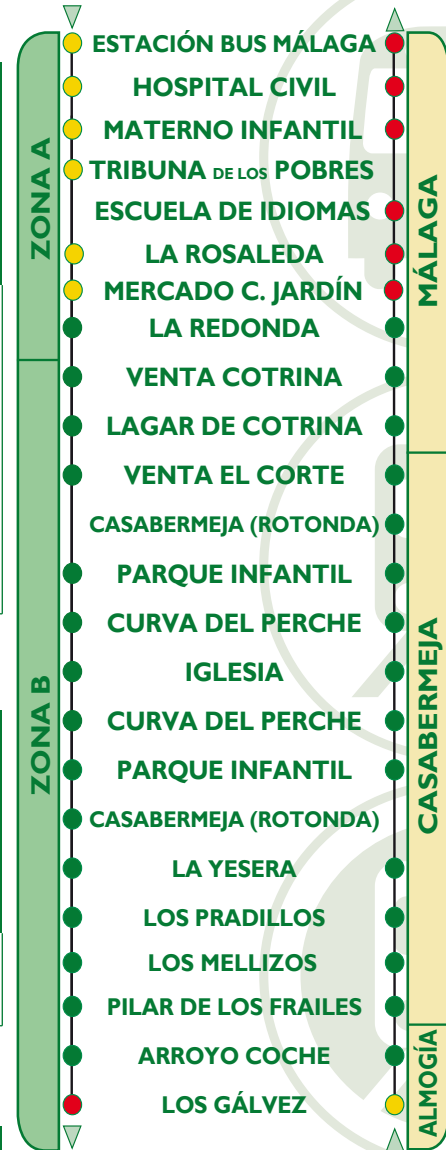 ESTACIÓN BUS MÁLAGA
HOSPITAL CIVIL
MATERNO INFANTIL
TRIBUNA DE LOS POBRES
ESCUELA DE IDIOMAS
LA ROSALEDA
MERCADO C. JARDÍN
LA REDONDA
VENTA COTRINA
LAGAR DE COTRINA
VENTA EL CORTE
CASABERMEJA (ROTONDA)
PARQUE INFANTIL
CURVA DEL PERCHE
IGLESIA
CURVA DEL PERCHE
PARQUE INFANTIL
CASABERMEJA (ROTONDA)
LA YESERA
LOS PRADILLOS
LOS MELLIZOS
PILAR DE LOS FRAILES
ARROYO COCHE
LOS GÁLVEZ
ZONA A
ZONA B
MÁLAGA
CASABERMEJA
ALMOGÍA